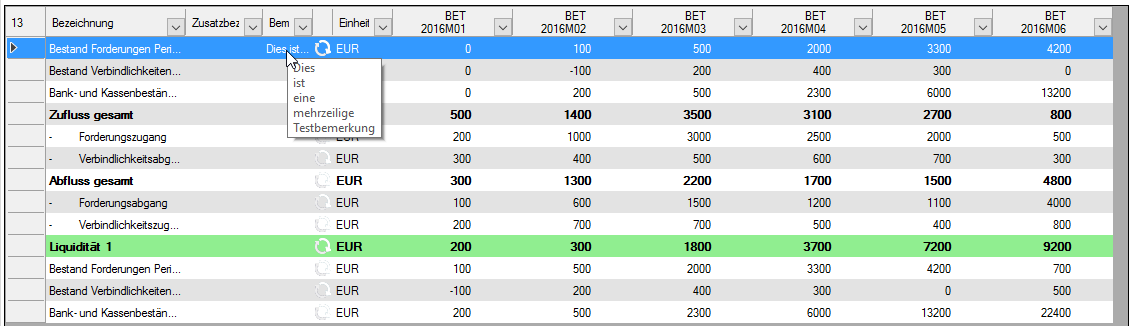 13 Bezeichnung Zusatzbez Bem Einheit BET 2016M01 BET 2016M02 BET 2016M03 BET 2016M04 BET 2016M05 BET 2016M06
Bestand Forderungen Peri... Dies ist... EUR 0 100 500 2000 3300 4200
Bestand Verbindlichkeiten... 0 -100 200 400 300 0
Bank- und Kassenbestän... 0 200 500 2300 6000 13200
Dies
ist
eine
mehrzeilige
Testbemerkung
Zufluss gesamt 500 1400 3500 3100 2700 800
- Forderungszugang 200 1000 3000 2500 2000 500
- Verbindlichkeitsabg... EUR 300 400 500 600 700 300
Abfluss gesamt EUR 300 1300 2200 1700 1500 4800
- Forderungsabgang EUR 100 600 1500 1200 1100 4000
- Verbindlichkeitszug... EUR 200 700 700 500 400 800
Liquidität 1 EUR 200 300 1800 3700 7200 9200
Bestand Forderungen Peri... EUR 100 500 2000 3300 4200 700
Bestand Verbindlichkeiten... EUR -100 200 400 300 0 500
Bank- und Kassenbestän... EUR 200 500 2300 6000 13200 22400